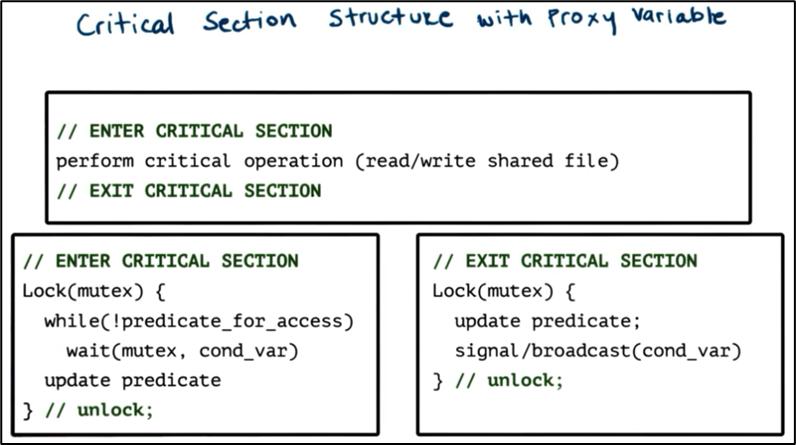 Critical Section Structure with Proxy Variable
// ENTER CRITICAL SECTION
perform critical operation (read/write shared file)
// EXIT CRITICAL SECTION
// ENTER CRITICAL SECTION
Lock(mutex) {
while(!predicate_for_access)
wait(mutex, cond_var)
update predicate
} // unlock;
// EXIT CRITICAL SECTION
Lock(mutex) {
update predicate;
signal/broadcast(cond_var)
} // unlock;